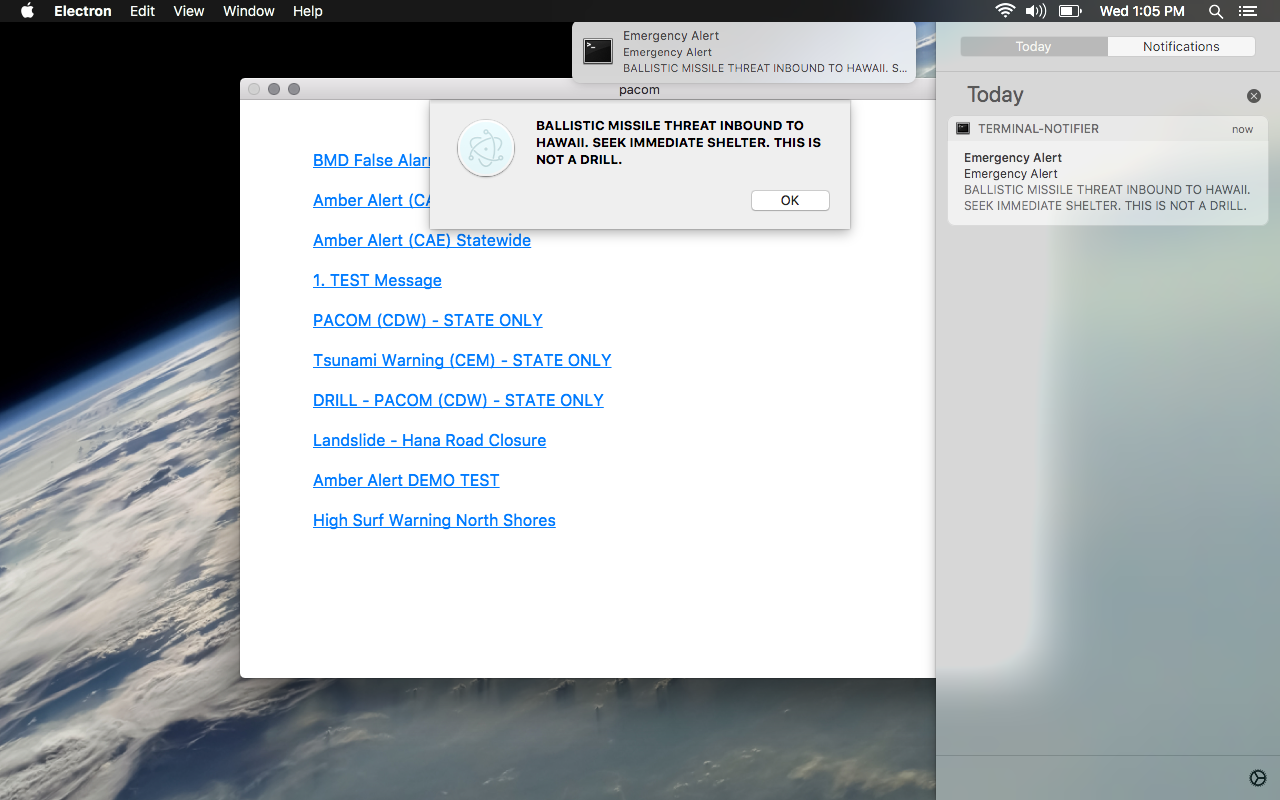 Electron Edit View Window Help
Wed 1:05 PM
Emergency Alert
Emergency Alert
BALLISTIC MISSILE THREAT INBOUND TO HAWAII. S...
Today Notifications
pacom
Today
BALLISTIC MISSILE THREAT INBOUND TO
HAWAII. SEEK IMMEDIATE SHELTER. THIS IS
NOT A DRILL.
OK
TERMINAL-NOTIFIER now
Emergency Alert
Emergency Alert
BALLISTIC MISSILE THREAT INBOUND TO HAWAII.
SEEK IMMEDIATE SHELTER. THIS IS NOT A DRILL.
BMD False Alar
Amber Alert (CA
Amber Alert (CAE) Statewide
1. TEST Message
PACOM (CDW) - STATE ONLY
Tsunami Warning (CEM) - STATE ONLY
DRILL - PACOM (CDW) - STATE ONLY
Landslide - Hana Road Closure
Amber Alert DEMO TEST
High Surf Warning North Shores